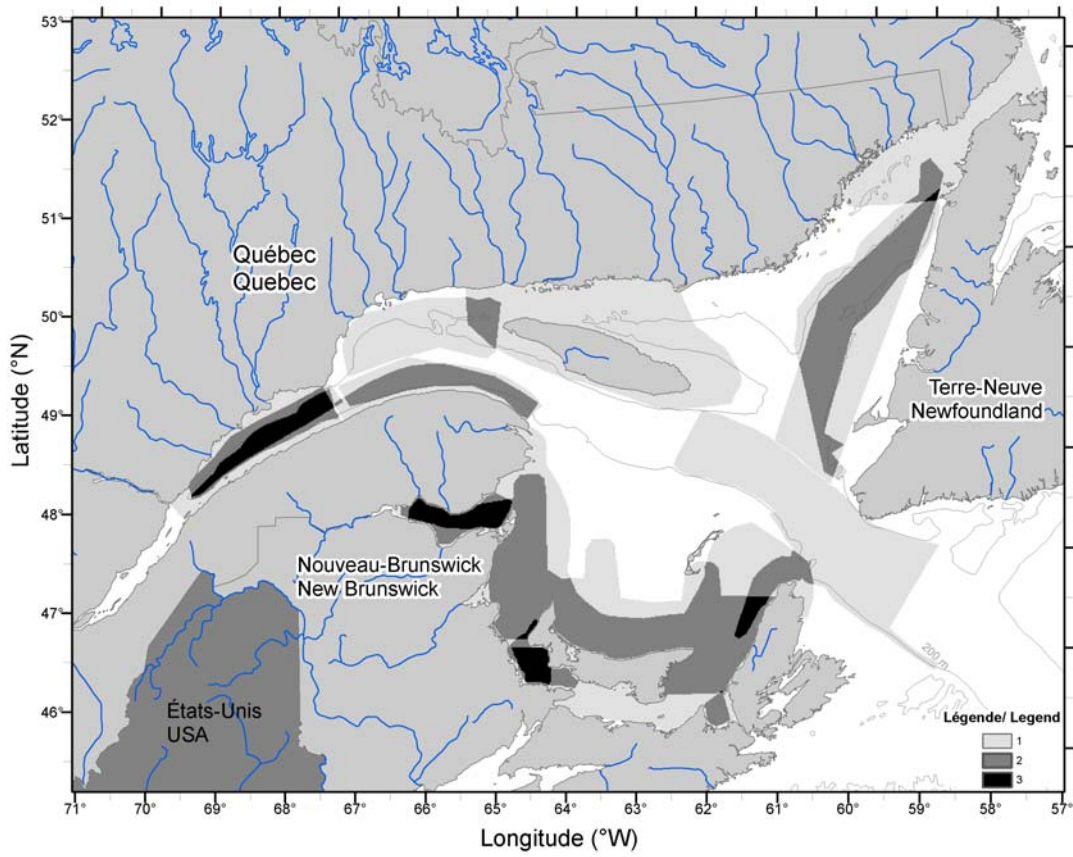 53°
52°
51°
50°
49°
48°
47°
46°
Latitude (°N)
Québec
Quebec
Terre-Neuve
Newfoundland
Nouveau-Brunswick
New Brunswick
États-Unis
USA
200 m
Légende/ Legend
1
2
3
71° 70° 69° 68° 67° 66° 65° 64° 63° 62° 61° 60° 59° 58° 57°
Longitude (°W)